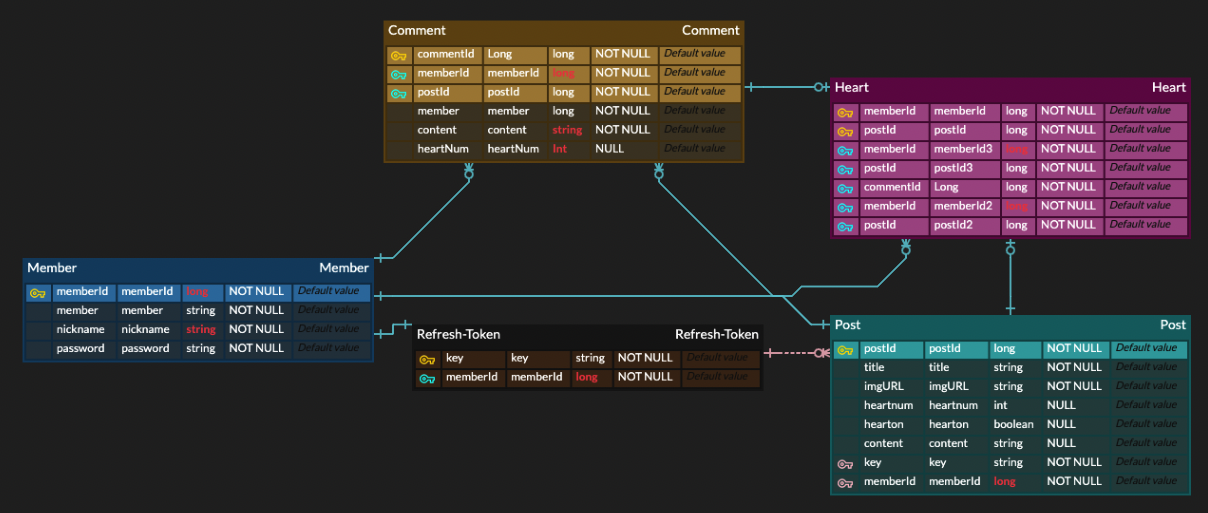 Comment Comment
commentId Long long NOT NULL Default value
memberId memberId long NOT NULL Default value
postId postId long NOT NULL Default value
member member long NOT NULL Default value
content content string NOT NULL Default value
heartNum heartNum Int NULL Default value
Heart Heart
memberId memberId long NOT NULL Default value
postId postId long NOT NULL Default value
memberId memberId3 long NOT NULL Default value
postId postId3 long NOT NULL Default value
commentId Long long NOT NULL Default value
memberId memberId2 long NOT NULL Default value
postId postId2 long NOT NULL Default value
Member Member
memberId memberId long NOT NULL Default value
member member string NOT NULL Default value
nickname nickname string NOT NULL Default value
password password string NOT NULL Default value
Refresh-Token Refresh-Token
key key string NOT NULL Default value
memberId memberId long NOT NULL Default value
Post Post
postId postId long NOT NULL Default value
title title string NOT NULL Default value
imgURL imgURL string NOT NULL Default value
heartnum heartnum int NULL Default value
hearton hearton boolean NULL Default value
content content string NULL Default value
key key string NOT NULL Default value
memberId memberId long NOT NULL Default value